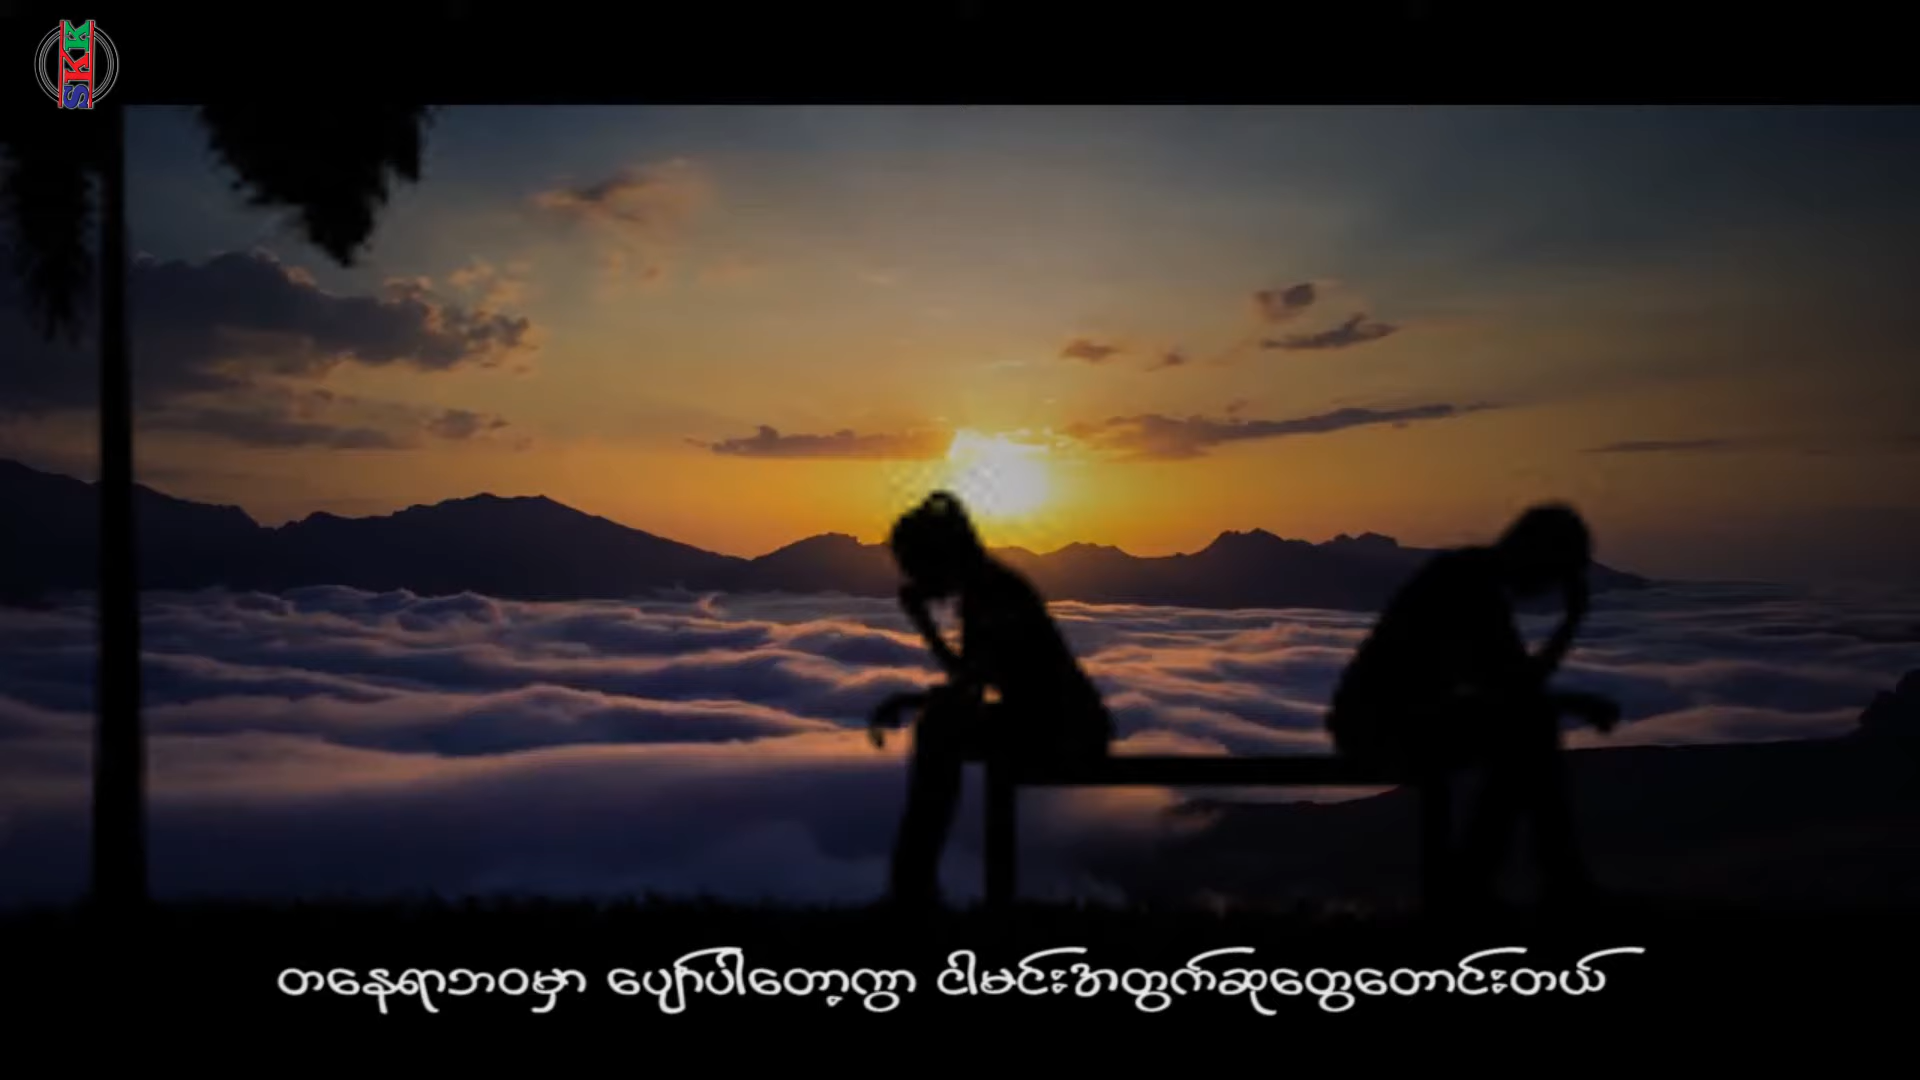 SKK
တနေရာဘဝမှာ ပျော်ပါတော့ကွာ ငါမင်းအတွက်ဆုတွေတောင်းတယ်